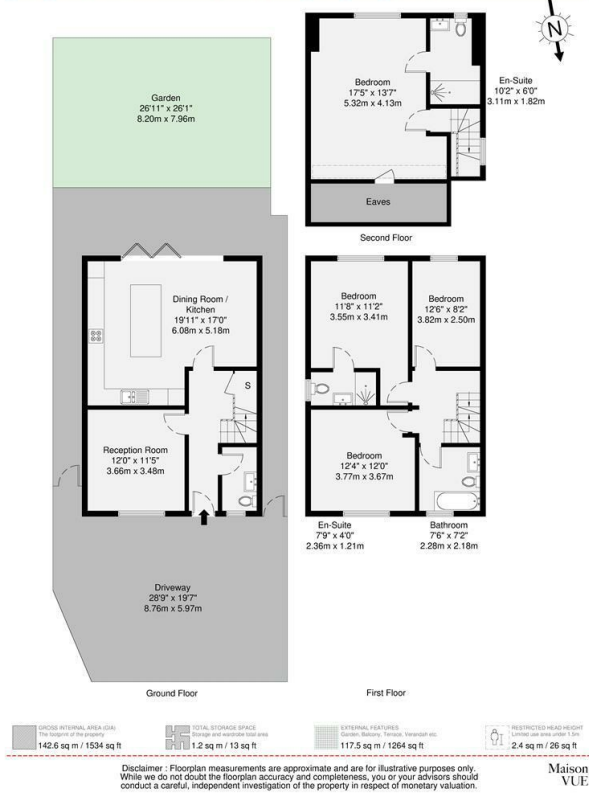 N
Garden
26'11" x 26'1"
8.20m x 7.96m
Bedroom
17'5" x 13'7"
5.32m x 4.13m
En-Suite
10'2" x 6'0"
3.11m x 1.82m
Eaves
Second Floor
Dining Room /
Kitchen
19'11" x 17'0"
6.08m x 5.18m
S
Reception Room
12'0" x 11'5"
3.66m x 3.48m
Bedroom
11'8" x 11'2"
3.55m x 3.41m
Bedroom
12'6" x 8'2"
3.82m x 2.50m
Bedroom
12'4" x 12'0"
3.77m x 3.67m
En-Suite
7'9" x 4'0"
2.36m x 1.21m
Bathroom
7'6" x 7'2"
2.28m x 2.18m
Driveway
28'9" x 19'7"
8.76m x 5.97m
Ground Floor
First Floor
GROSS INTERNAL AREA (GIA)
The footprint of the property
142.6 sq m / 1534 sq ft
TOTAL STORAGE SPACE
Storage and wardrobe total area
1.2 sq m / 13 sq ft
EXTERNAL FEATURES
Garden, Balcony, Terrace, Verandah etc.
117.5 sq m / 1264 sq ft
RESTRICTED HEAD HEIGHT
Limited use area under 1.5m
2.4 sq m / 26 sq ft
Disclaimer : Floorplan measurements are approximate and are for illustrative purposes only.
While we do not doubt the floorplan accuracy and completeness, you or your advisors should
conduct a careful, independent investigation of the property in respect of monetary valuation.
Maison
VUE